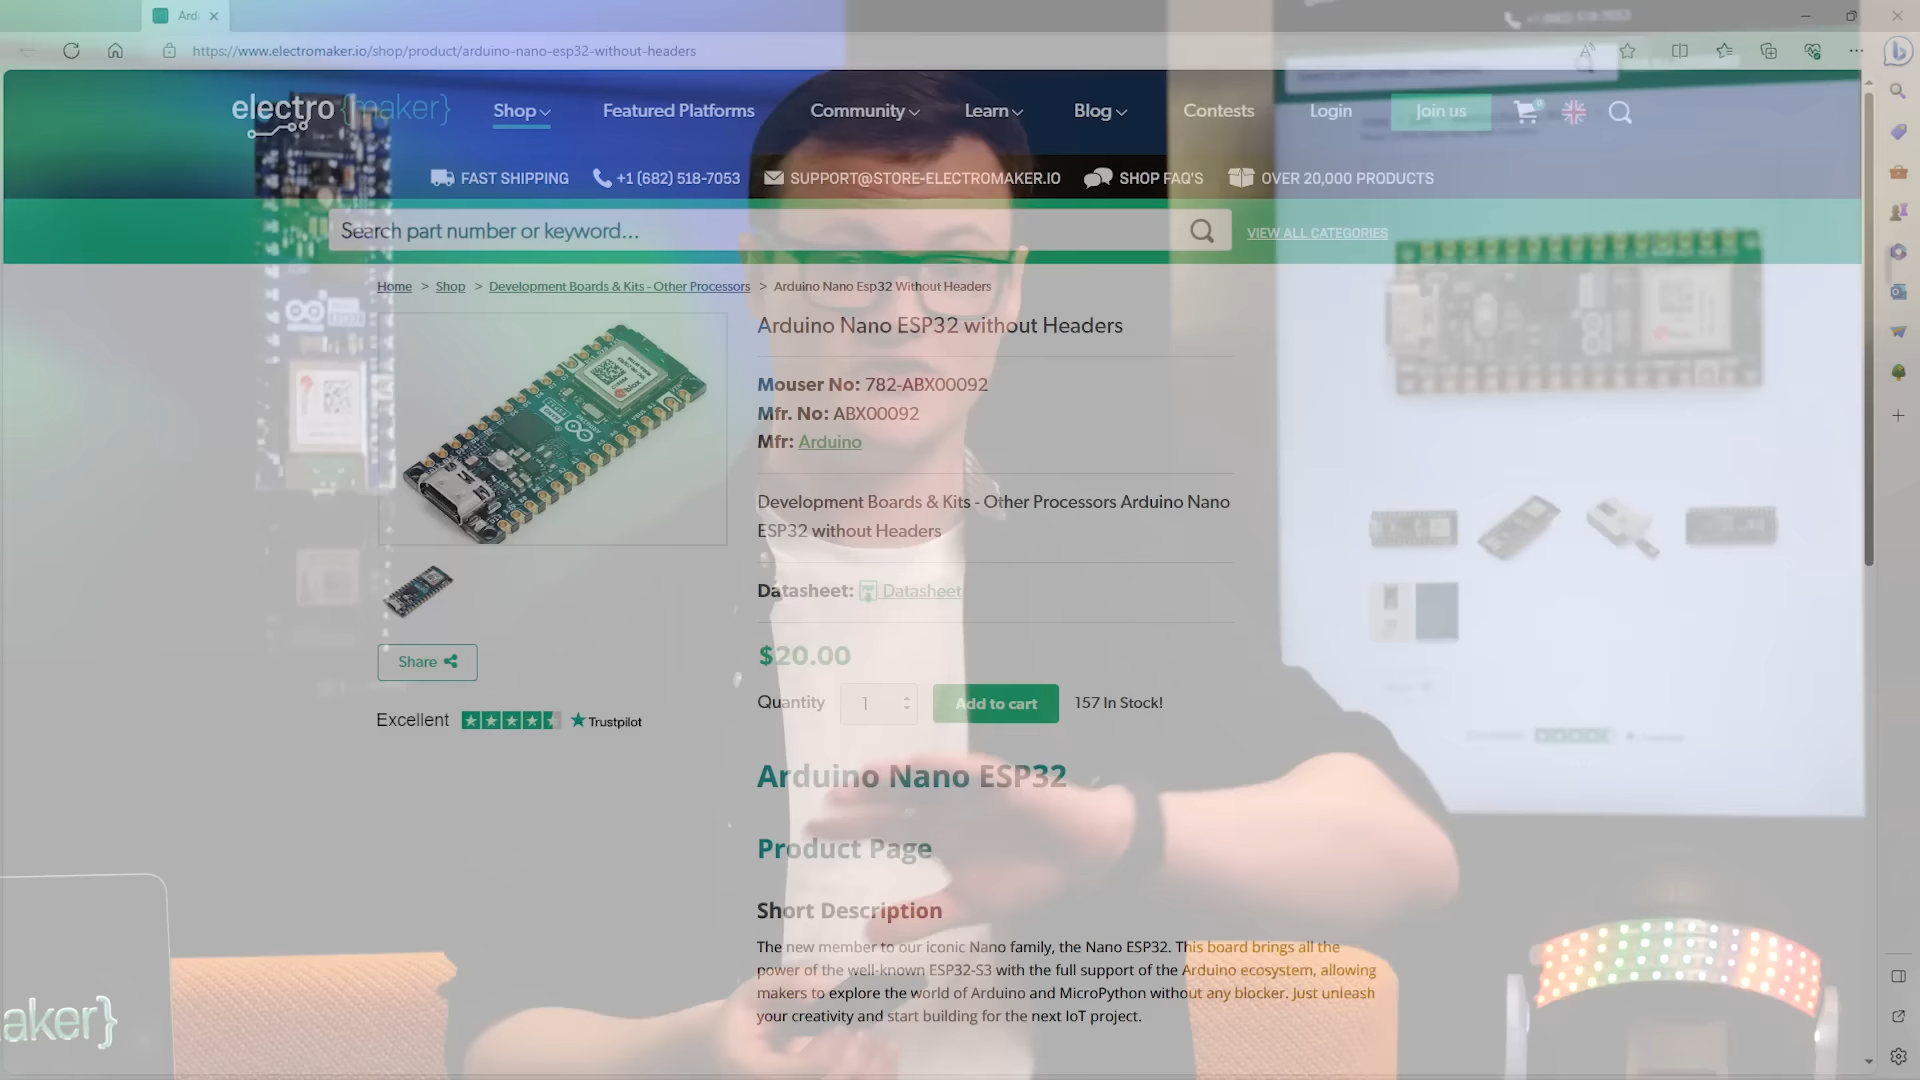 Ard
https://www.electromaker.io/shop/product/arduino-nano-esp32-without-headers
electro{maker}
Shop
Featured Platforms
Community
Learn
Blog
Contests
Login
Join us
0
FAST SHIPPING
+1 (682) 518-7053
SUPPORT@STORE-ELECTROMAKER.IO
SHOP FAQ'S
OVER 20,000 PRODUCTS
Search part number or keyword...
VIEW ALL CATEGORIES
Home > Shop > Development Boards & Kits - Other Processors > Arduino Nano Esp32 Without Headers
Arduino Nano ESP32 without Headers
Mouser No: 782-ABX00092
Mfr. No: ABX00092
Mfr: Arduino
Development Boards & Kits - Other Processors Arduino Nano
ESP32 without Headers
Datasheet: Datasheet
$20.00
Quantity 1 Add to cart 157 In Stock!
Share
Excellent Trustpilot
Arduino Nano ESP32
Product Page
Short Description
The new member to our iconic Nano family, the Nano ESP32. This board brings all the
power of the well-known ESP32-S3 with the full support of the Arduino ecosystem, allowing
makers to explore the world of Arduino and MicroPython without any blocker. Just unleash
your creativity and start building for the next IoT project.
aker}